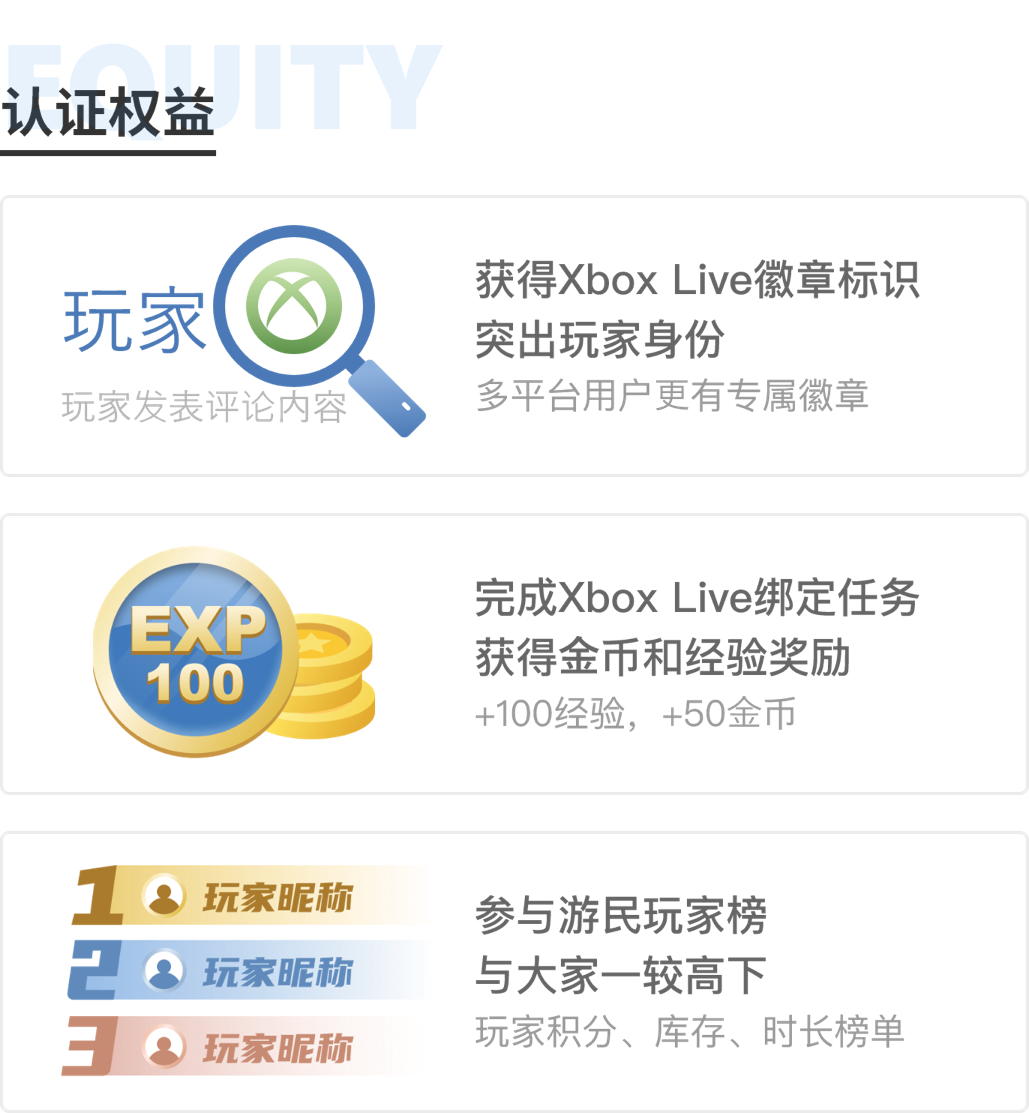 EQUITY
认证权益
玩家
玩家发表评论内容
获得Xbox Live徽章标识
突出玩家身份
多平台用户更有专属徽章
EXP
100
完成Xbox Live绑定任务
获得金币和经验奖励
+100经验，+50金币
1 玩家昵称
2 玩家昵称
3 玩家昵称
参与游民玩家榜
与大家一较高下
玩家积分、库存、时长榜单